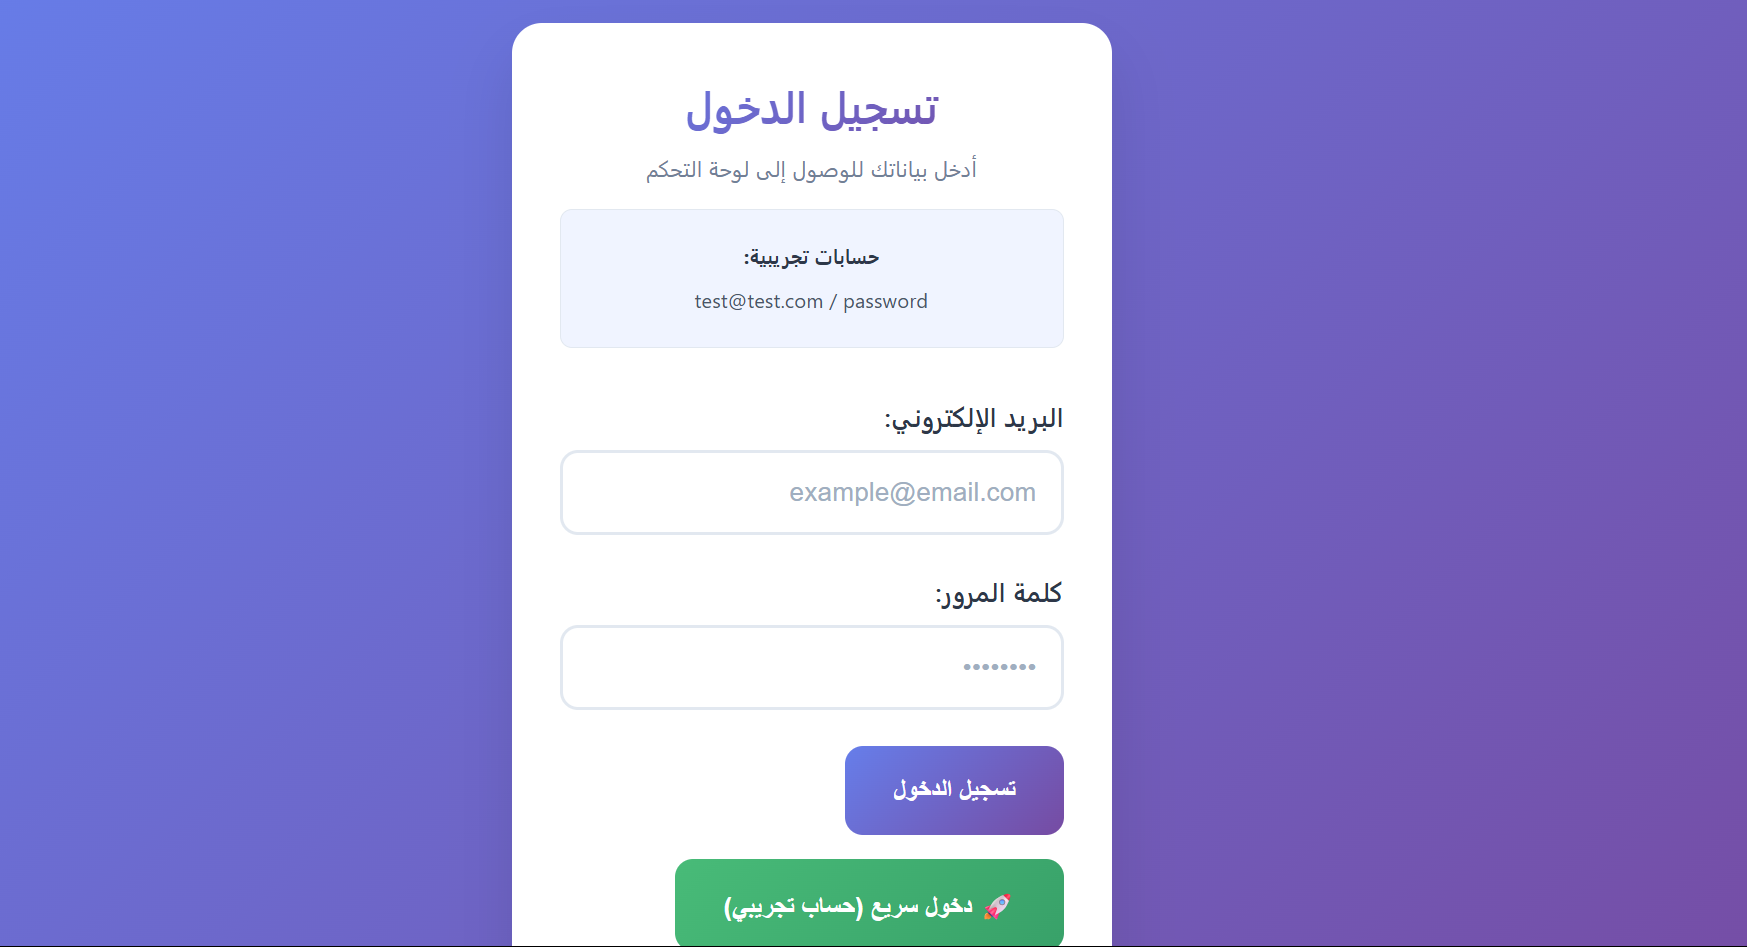 تسجيل الدخول
أدخل بياناتك للوصول إلى لوحة التحكم
حسابات تجريبية:
test@test.com / password
البريد الإلكتروني:
example@email.com
كلمة المرور:
••••••••
تسجيل الدخول
🚀 دخول سريع (حساب تجريبي)